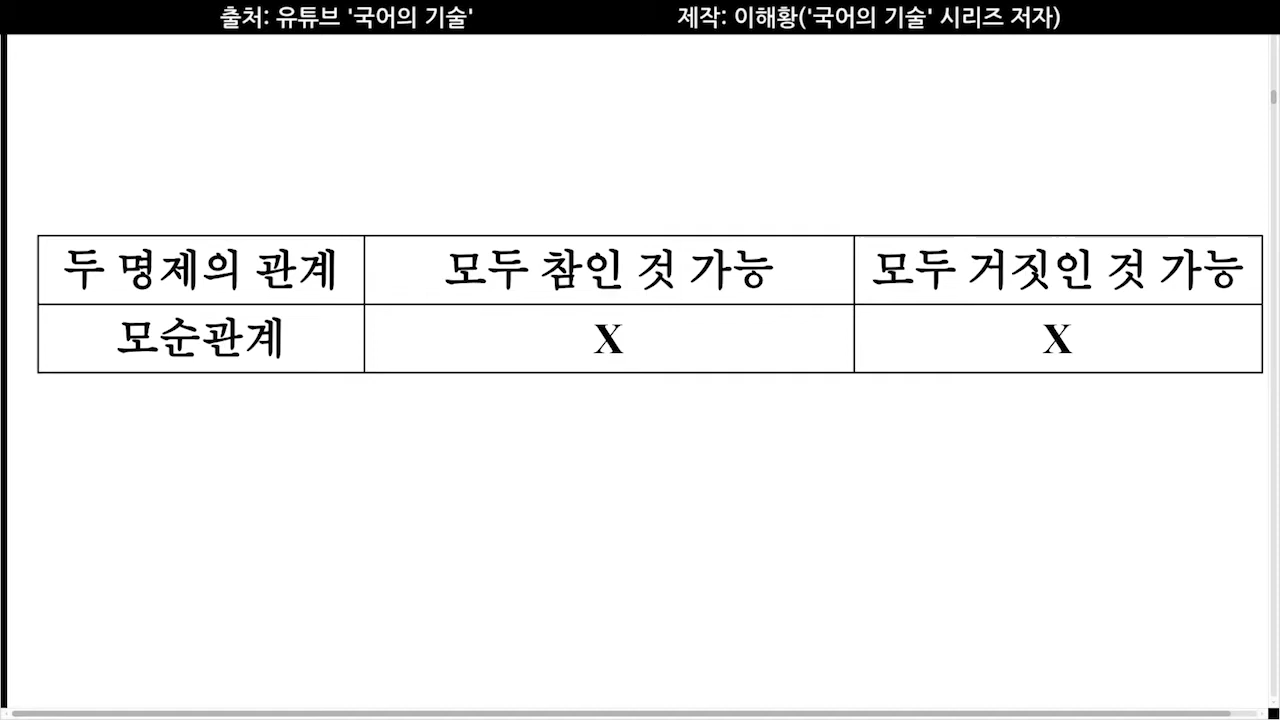 출처: 유튜브 '국어의 기술' 제작: 이해황('국어의 기술' 시리즈 저자)
두 명제의 관계 모두 참인 것 가능 모두 거짓인 것 가능
모순관계 X X